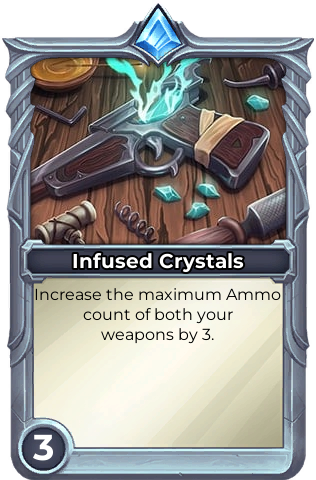 Infused Crystals
Increase the maximum Ammo
count of both your
weapons by 3.
3